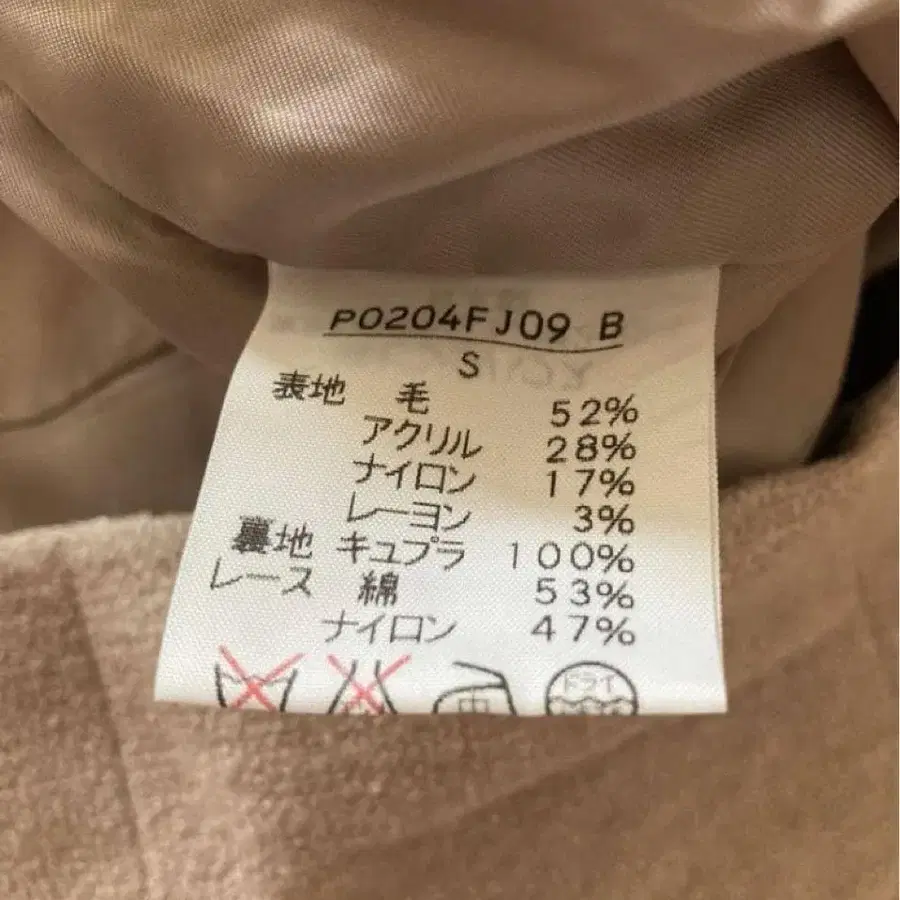 P0204FJ09 B
S
表地 毛 52%
アクリル 28%
ナイロン 17%
レーヨン 3%
裏地 キュプラ 100%
レース 綿 53%
ナイロン 47%
中 ドライ